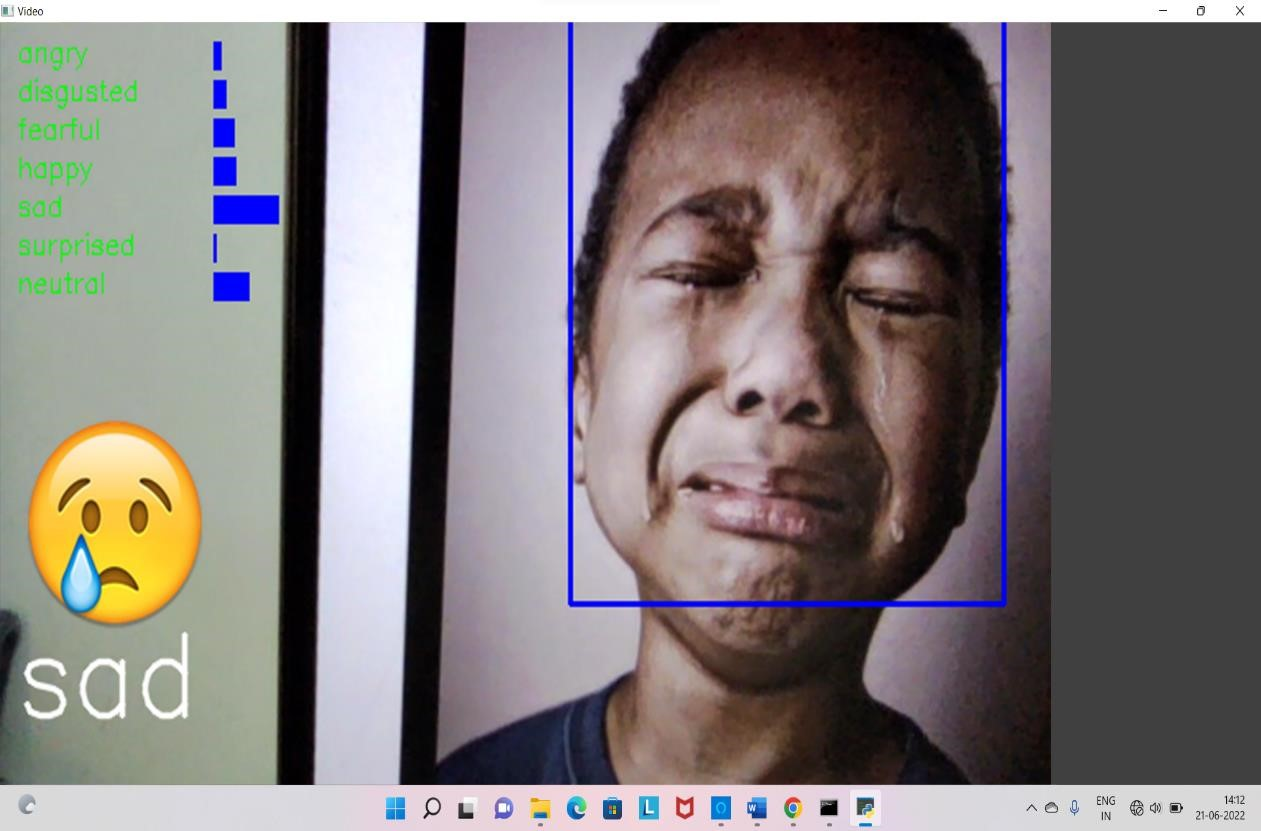 Video
angry
disgusted
fearful
happy
sad
surprised
neutral
sad
ENG
IN
14:12
21-06-2022